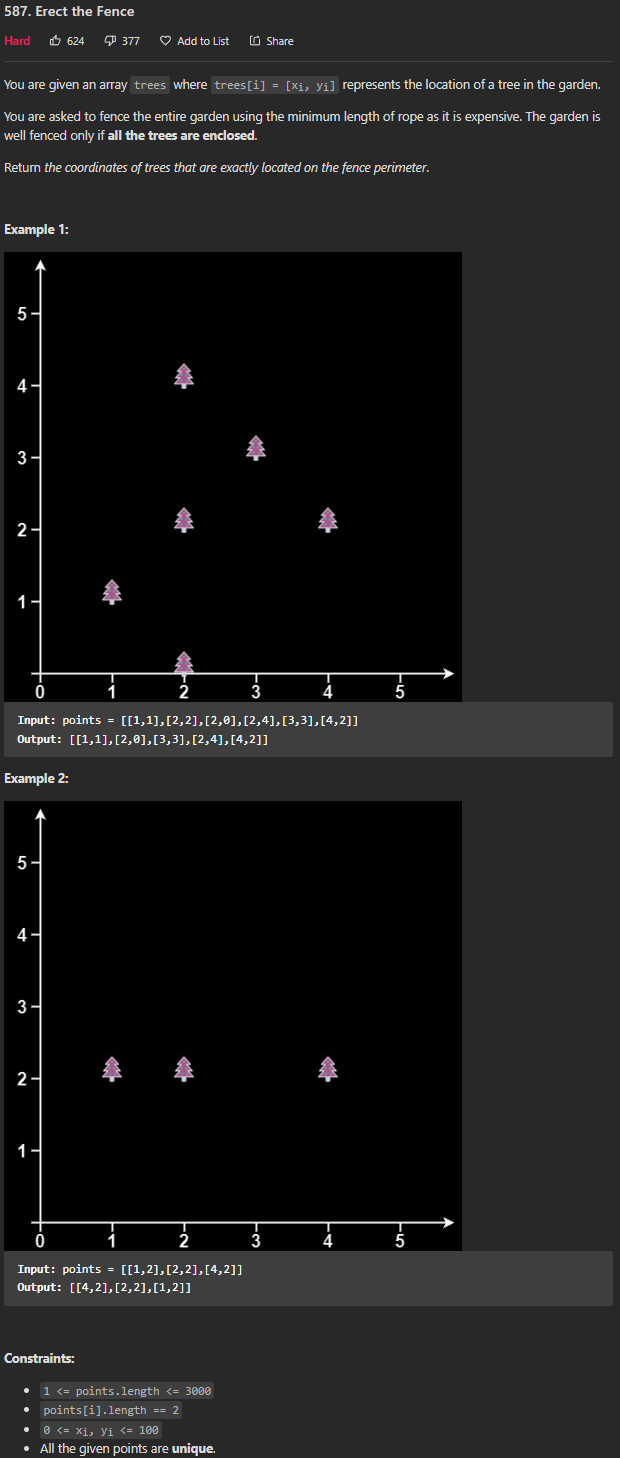 587. Erect the Fence
Hard 624 377 Add to List Share
You are given an array trees where trees[i] = [xi, yi] represents the location of a tree in the garden.
You are asked to fence the entire garden using the minimum length of rope as it is expensive. The garden is
well fenced only if all the trees are enclosed.
Return the coordinates of trees that are exactly located on the fence perimeter.
Example 1:
5
4
3
2
1
0 1 2 3 4 5
Input: points = [[1,1],[2,2],[2,0],[2,4],[3,3],[4,2]]
Output: [[1,1],[2,0],[3,3],[2,4],[4,2]]
Example 2:
5
4
3
2
1
0 1 2 3 4 5
Input: points = [[1,2],[2,2],[4,2]]
Output: [[4,2],[2,2],[1,2]]
Constraints:
• 1 <= points.length <= 3000
• points[i].length == 2
• 0 <= xi, yi <= 100
• All the given points are unique.